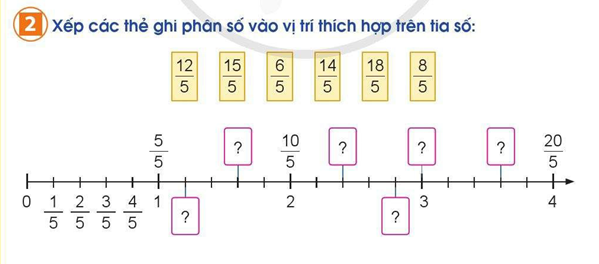 2 Xếp các thẻ ghi phân số vào vị trí thích hợp trên tia số:
12/5 15/5 6/5 14/5 18/5 8/5
5/5 ? 10/5 ? ? ? 20/5
0 1/5 2/5 3/5 4/5 1 ? 2 ? 3 4